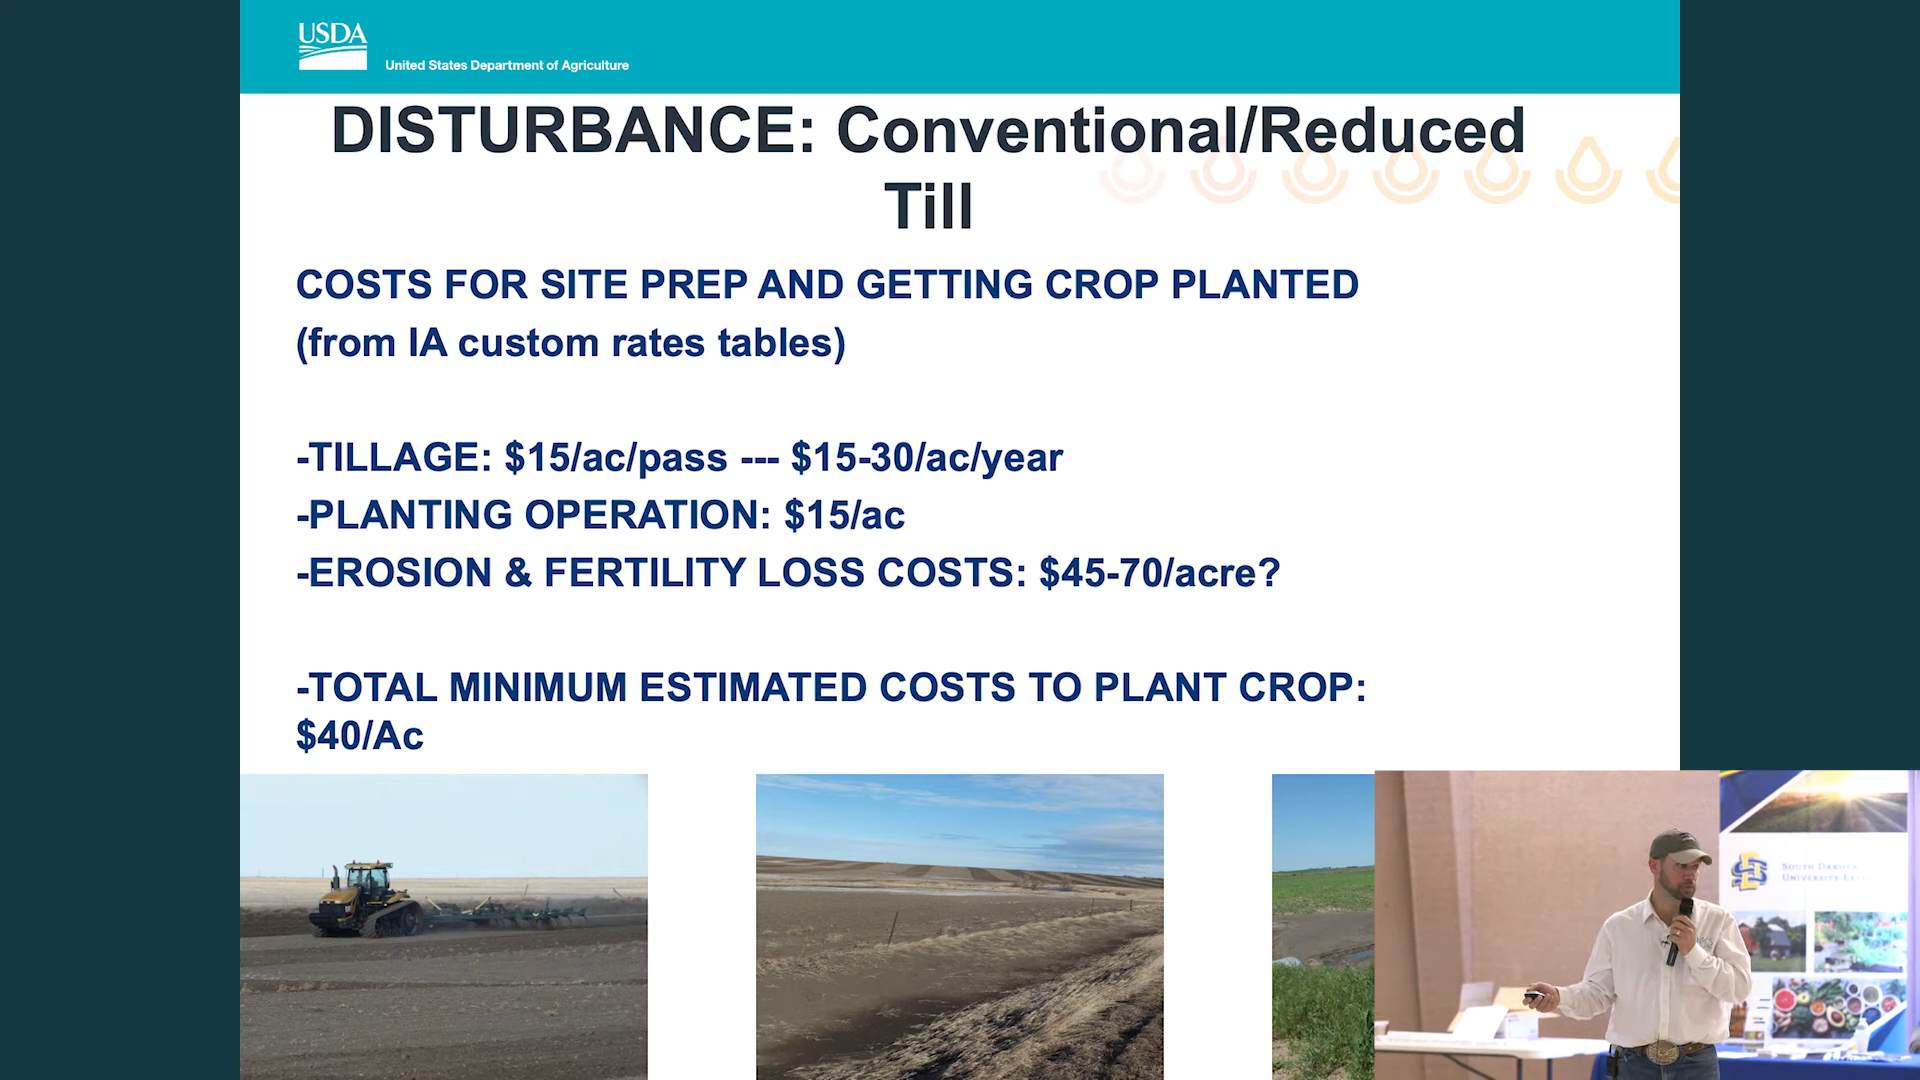 USDA
United States Department of Agriculture
DISTURBANCE: Conventional/Reduced
Till
COSTS FOR SITE PREP AND GETTING CROP PLANTED
(from IA custom rates tables)
-TILLAGE: $15/ac/pass --- $15-30/ac/year
-PLANTING OPERATION: $15/ac
-EROSION & FERTILITY LOSS COSTS: $45-70/acre?
-TOTAL MINIMUM ESTIMATED COSTS TO PLANT CROP:
$40/Ac
SOUTH DAKOTA
UNIVERSITY